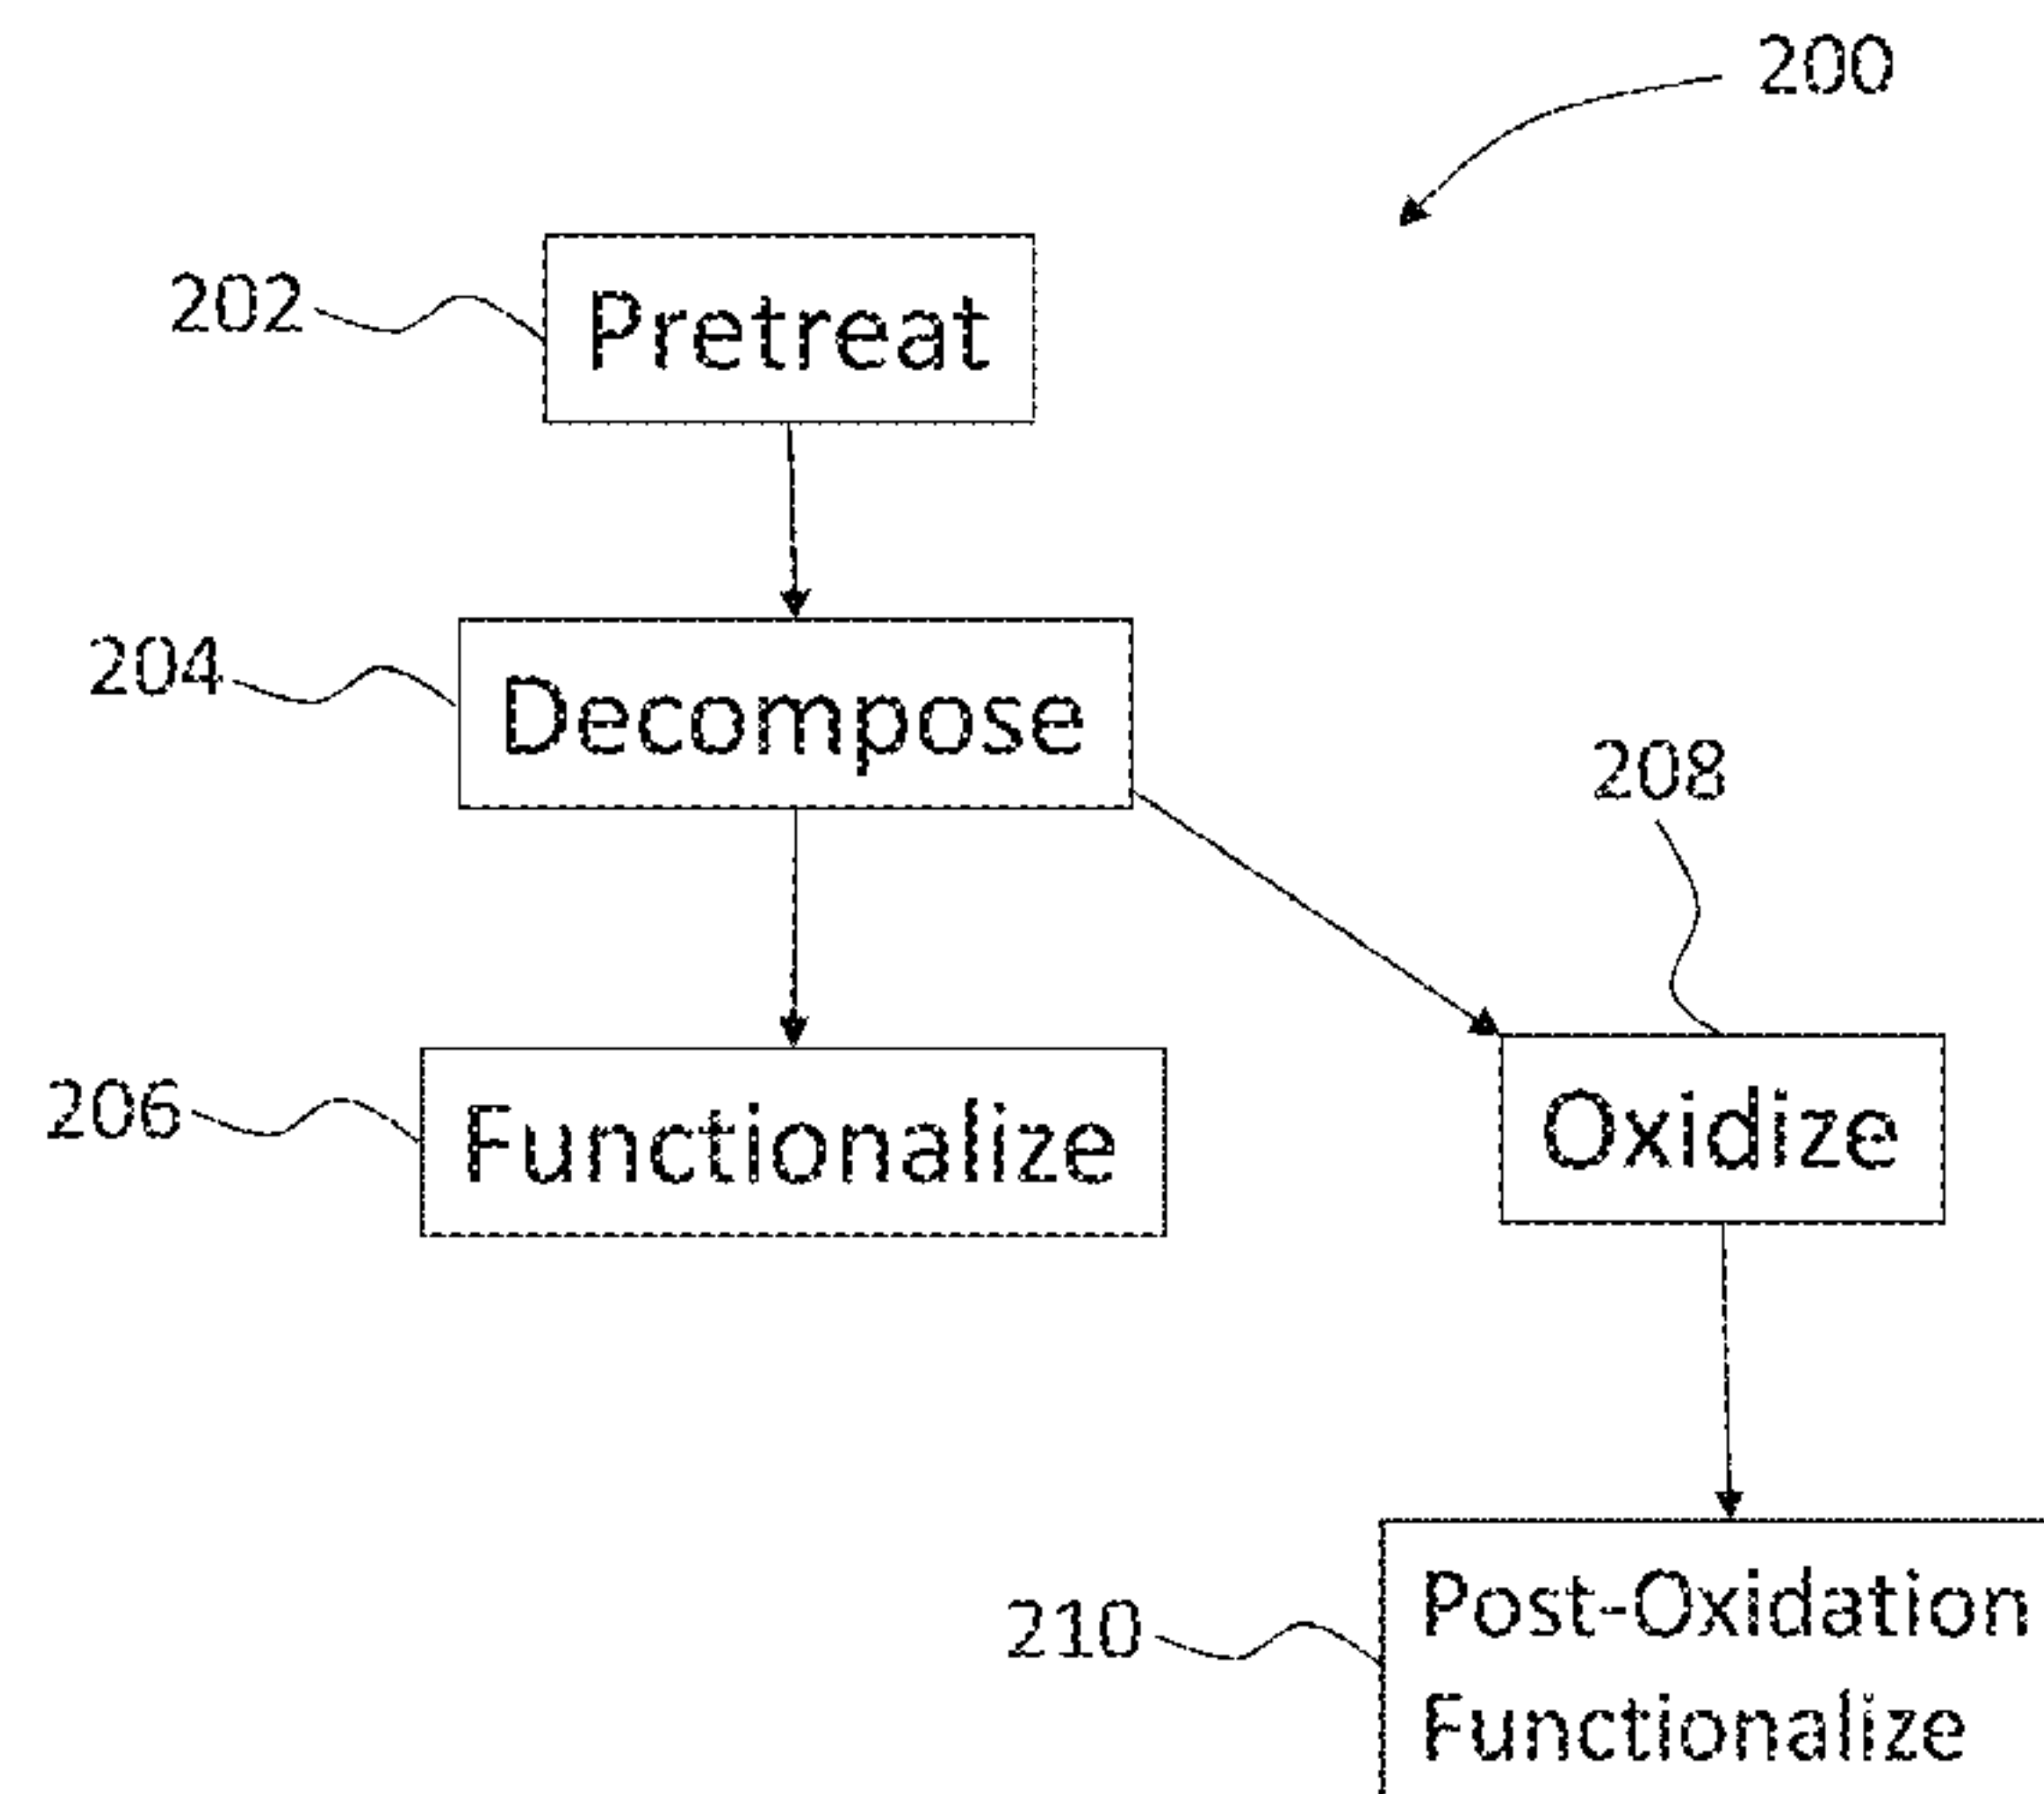 200
202
Pretreat
204
Decompose
208
206
Functionalize
Oxidize
210
Post-Oxidation
Functionalize